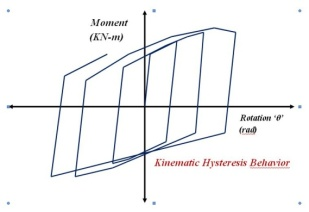 Moment
(KN-m)
Rotation ‘θ’
(rad)
Kinematic Hysteresis Behavior